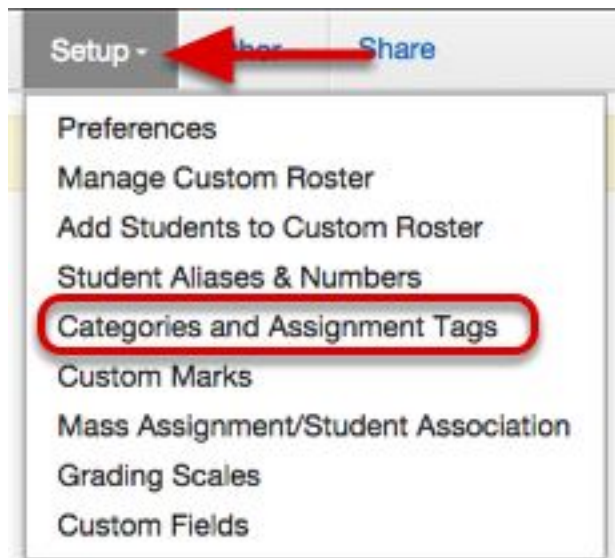 Setup Share
Preferences
Manage Custom Roster
Add Students to Custom Roster
Student Aliases & Numbers
Categories and Assignment Tags
Custom Marks
Mass Assignment/Student Association
Grading Scales
Custom Fields